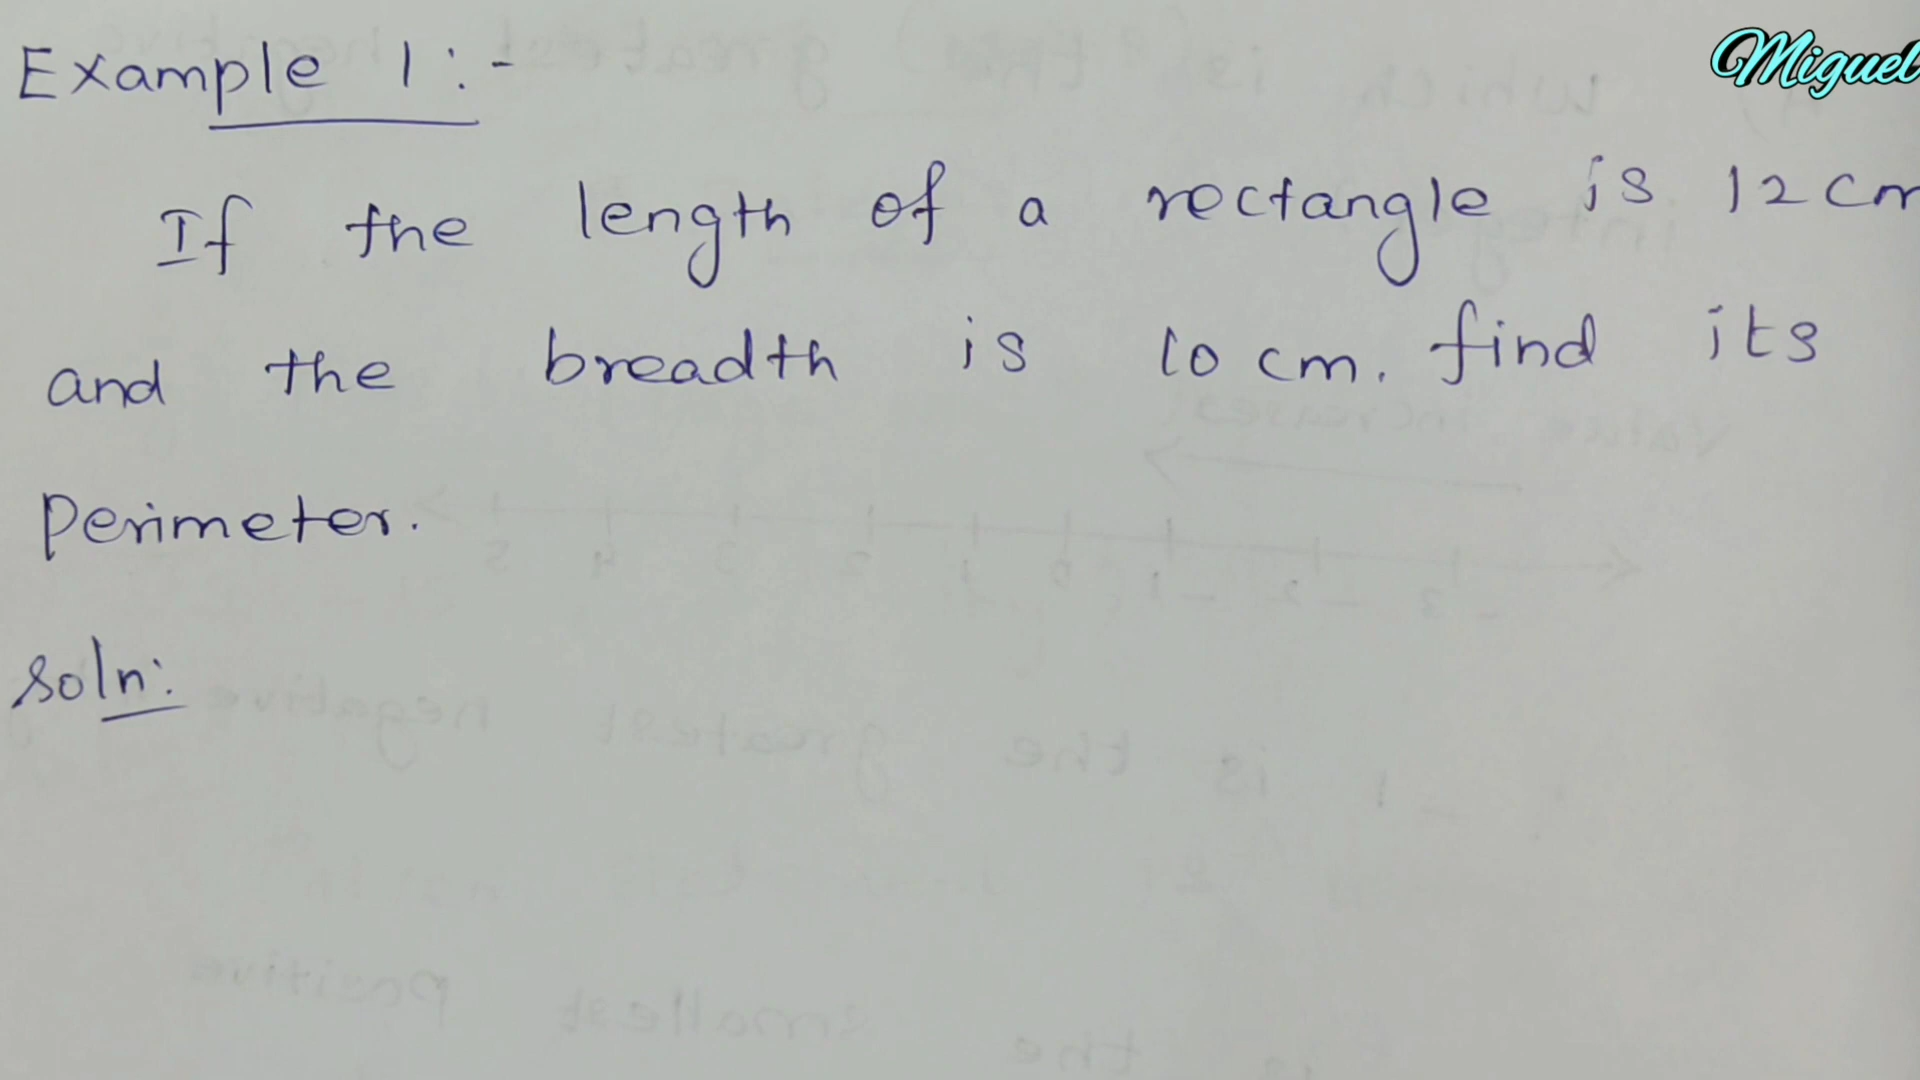 Example 1:-
Miguel
If the length of a rectangle is 12 cm
and the breadth is 10 cm. find its
Perimeter.
Soln: